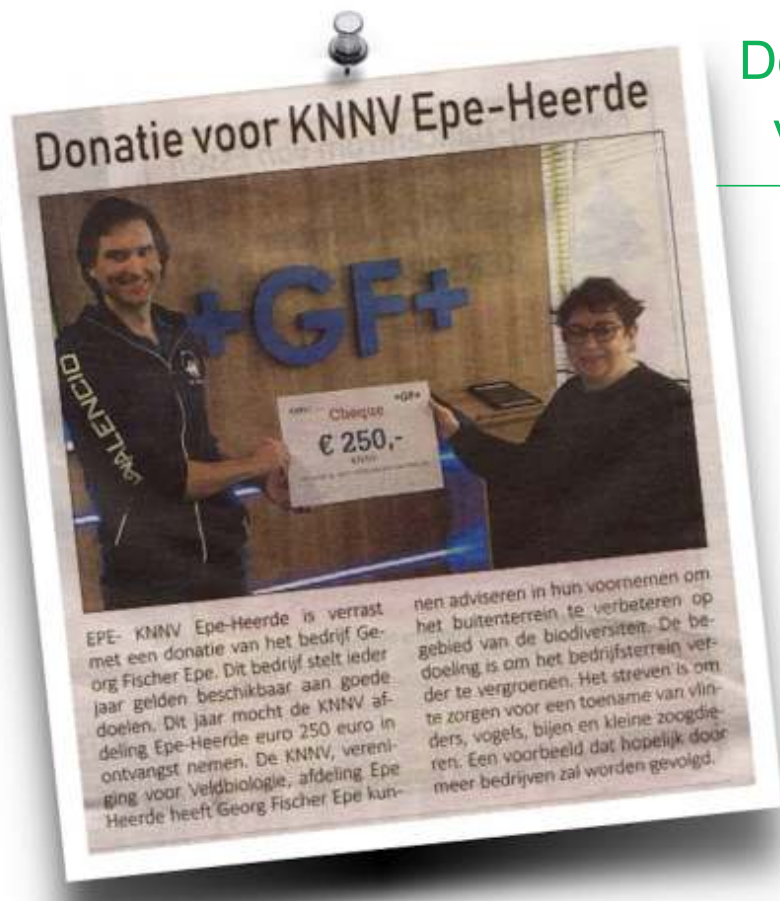 Donatie voor KNNV Epe-Heerde
VALENCIO
+GF+
+GF+
Cheque
€ 250,-
KNNV
EPE- KNNV Epe-Heerde is verrast
met een donatie van het bedrijf Ge-
org Fischer Epe. Dit bedrijf stelt ieder
jaar gelden beschikbaar aan goede
doelen. Dit jaar mocht de KNNV af-
deling Epe-Heerde euro 250 euro in
ontvangst nemen. De KNNV, vereni-
ging voor Veldbiologie, afdeling Epe
Heerde heeft Georg Fischer Epe kun-
nen adviseren in hun voornemen om
het buitenterrein te verbeteren op
gebied van de biodiversiteit. De be-
doeling is om het bedrijfsterrein ver-
der te vergroenen. Het streven is om
te zorgen voor een toename van vlin-
ders, vogels, bijen en kleine zoogdie-
ren. Een voorbeeld dat hopelijk door
meer bedrijven zal worden gevolgd.